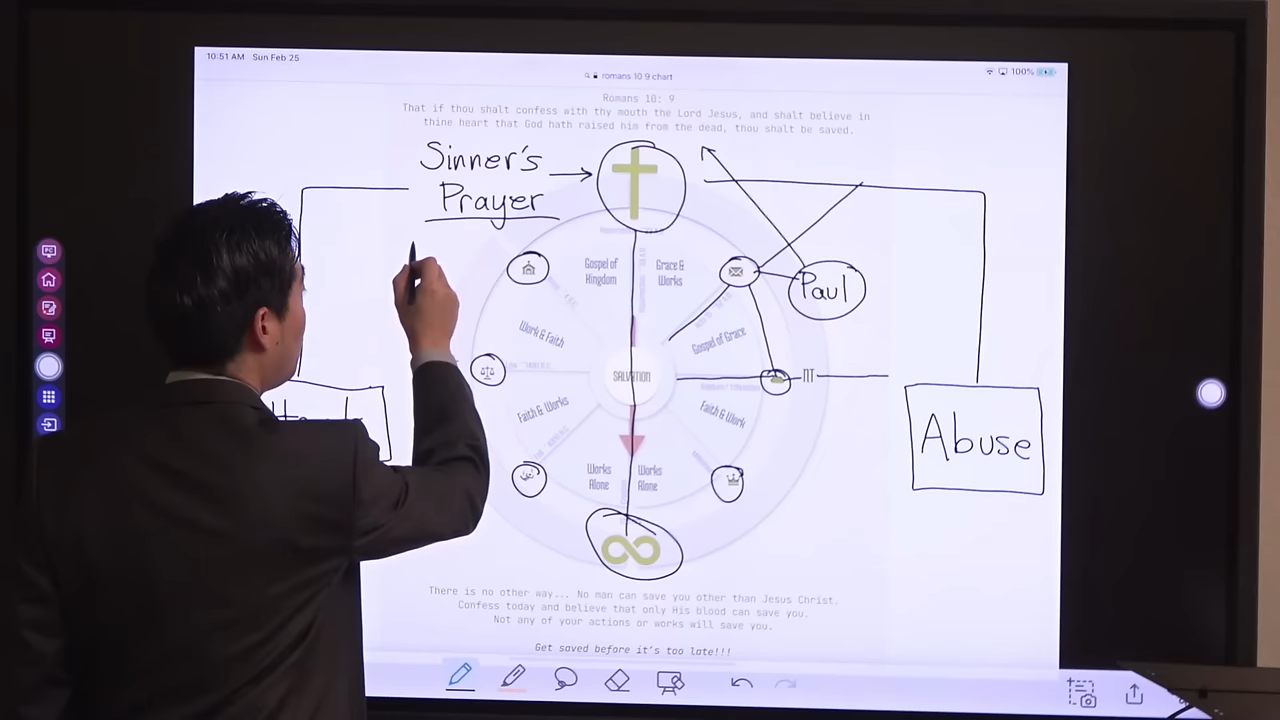 10:51 AM Sun Feb 25
romans 10 9 chart
100%
Romans 10: 9
That if thou shalt confess with thy mouth the Lord Jesus, and shalt believe in
thine heart that God hath raised him from the dead, thou shalt be saved.
Sinner's
Prayer
Gospel of
Kingdom
Grace &
Works
Paul
Work & Faith
Gospel of Grace
SALVATION
NT
Faith & Works
Faith & Work
Abuse
Works
Alone
Works
Alone
There is no other way... No man can save you other than Jesus Christ.
Confess today and believe that only His blood can save you.
Not any of your actions or works will save you.
Get saved before it's too late!!!